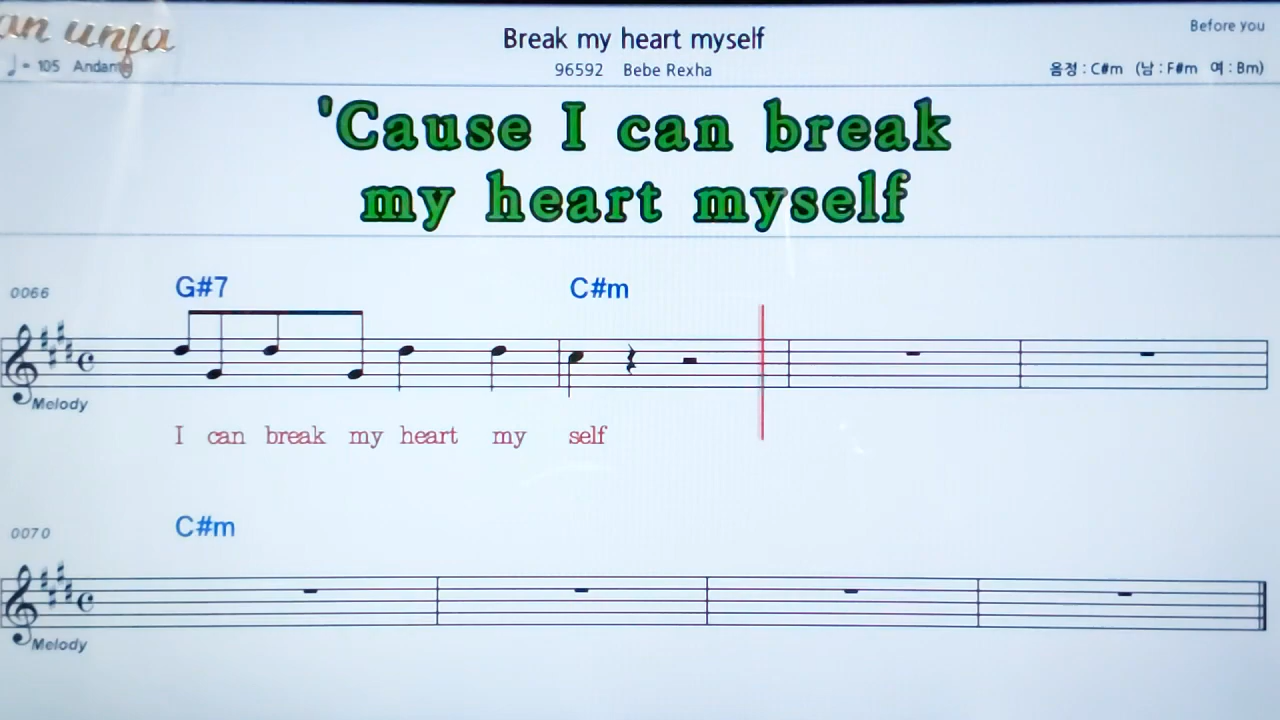 Break my heart myself
Before you
♩= 105 Andante
96592 Bebe Rexha
음정 : C#m (남 : F#m 여 : Bm)
'Cause I can break
my heart myself
0066
G#7 C#m
Melody
I can break my heart my self
0070
C#m
Melody